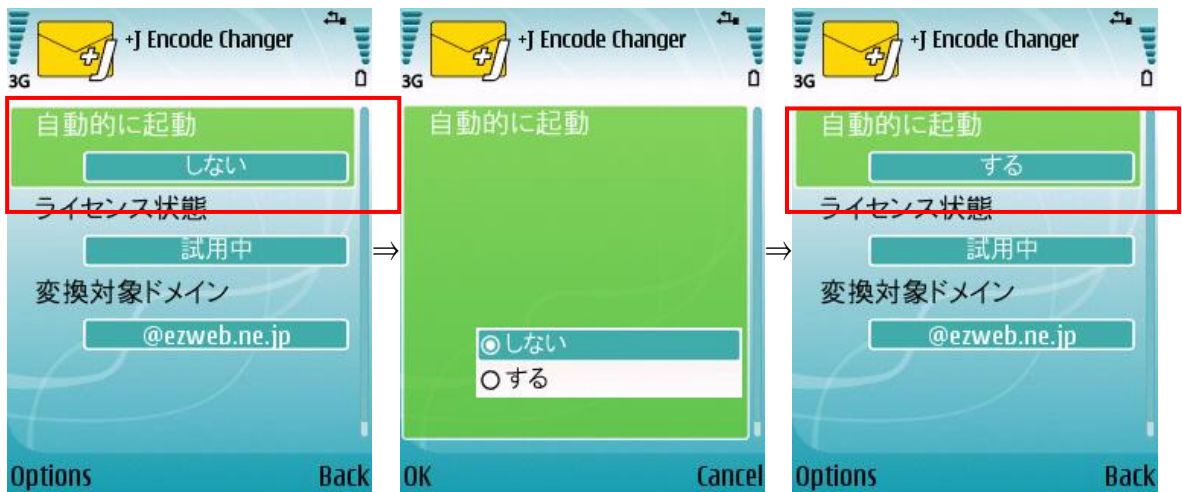 +J Encode Changer
3G
自動的に起動
しない
ライセンス状態
試用中
変換対象ドメイン
@ezweb.ne.jp
Options
Back
⇒
+J Encode Changer
3G
自動的に起動
しない
する
OK
Cancel
⇒
+J Encode Changer
3G
自動的に起動
する
ライセンス状態
試用中
変換対象ドメイン
@ezweb.ne.jp
Options
Back